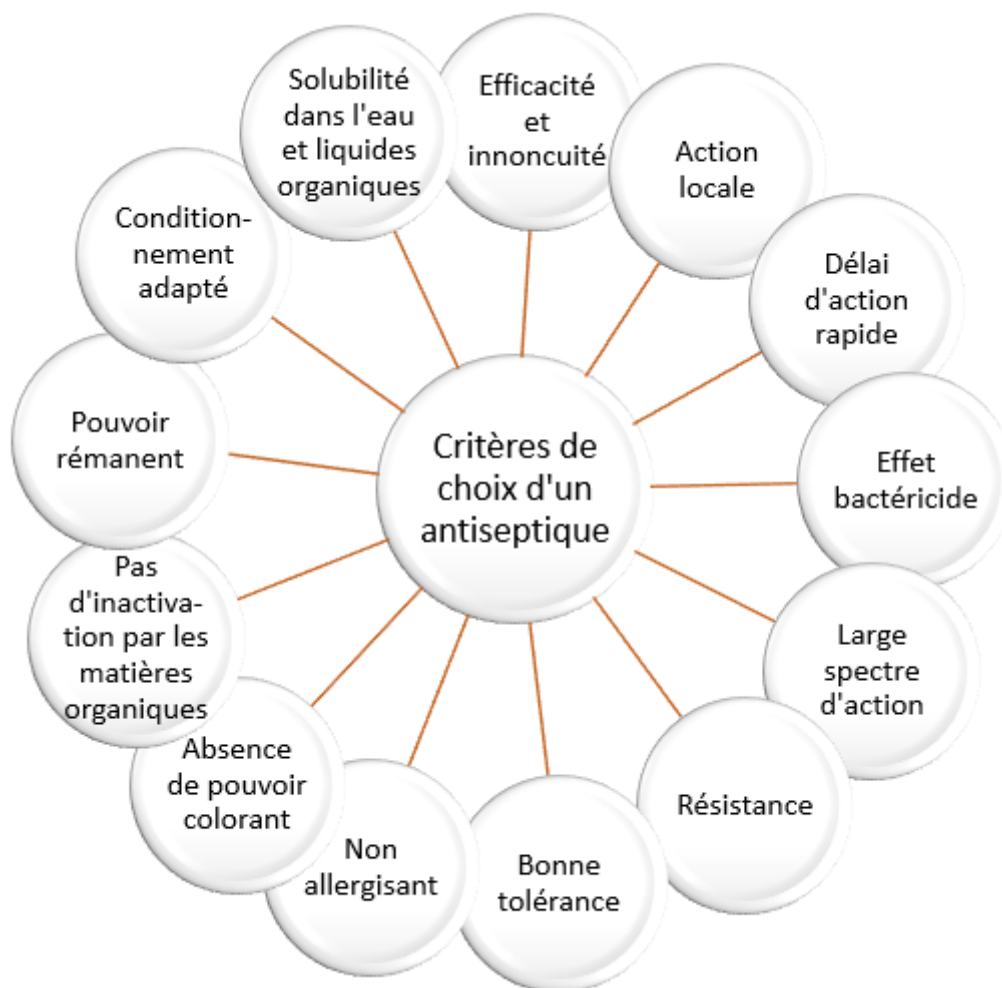 Critères de
choix d'un
antiseptique
Efficacité
et
innoncuité
Action
locale
Délai
d'action
rapide
Effet
bactéricide
Large
spectre
d'action
Résistance
Bonne
tolérance
Non
allergisant
Absence
de pouvoir
colorant
Pas
d'inactiva-
tion par les
matières
organiques
Pouvoir
rémanent
Condition-
nement
adapté
Solubilité
dans l'eau
et liquides
organiques